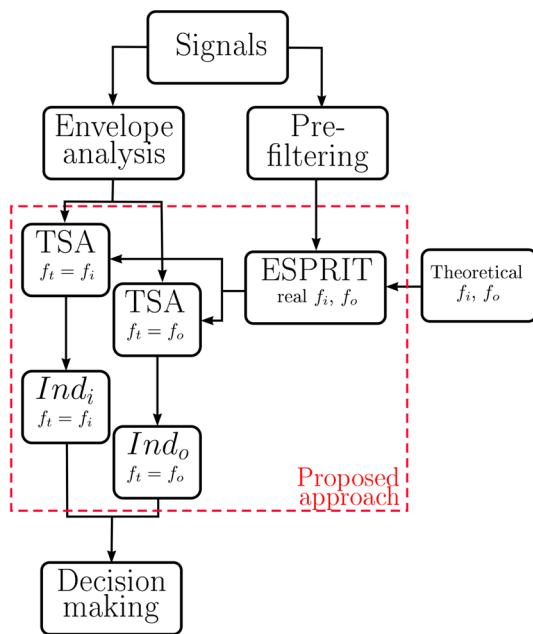 Signals
Envelope
analysis
Pre-
filtering
TSA
f_t = f_i
TSA
f_t = f_o
ESPRIT
real f_i, f_o
Theoretical
f_i, f_o
Ind_i
f_t = f_i
Ind_o
f_t = f_o
Proposed
approach
Decision
making